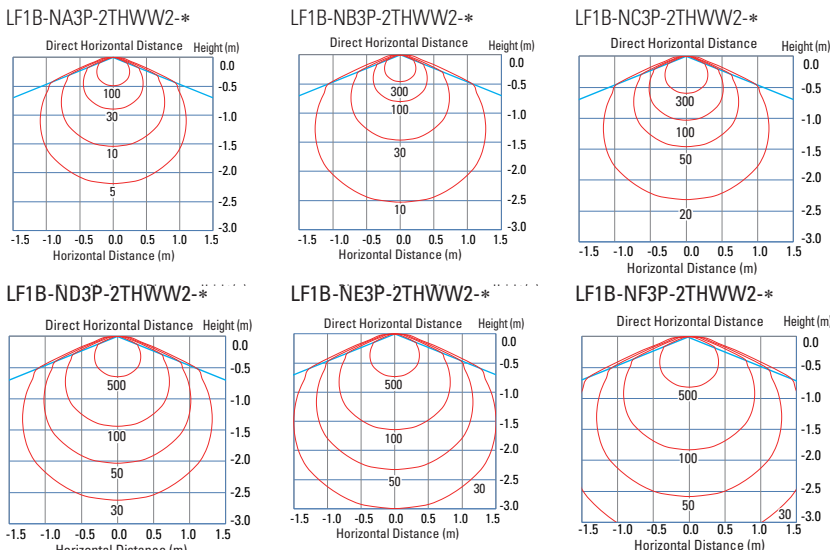 LF1B-NA3P-2THWW2-*
Direct Horizontal Distance Height (m)
0.0
-0.5
-1.0
-1.5
-2.0
-2.5
-3.0
100
30
10
5
-1.5 -1.0 -0.5 0.0 0.5 1.0 1.5
Horizontal Distance (m)
LF1B-NB3P-2THWW2-*
Direct Horizontal Distance Height (m)
0.0
-0.5
-1.0
-1.5
-2.0
-2.5
-3.0
300
100
30
10
-1.5 -1.0 -0.5 0.0 0.5 1.0 1.5
Horizontal Distance (m)
LF1B-NC3P-2THWW2-*
Direct Horizontal Distance Height (m)
0.0
-0.5
-1.0
-1.5
-2.0
-2.5
-3.0
300
100
50
20
-1.5 -1.0 -0.5 0.0 0.5 1.0 1.5
Horizontal Distance (m)
LF1B-ND3P-2THWW2-*
Direct Horizontal Distance Height (m)
0.0
-0.5
-1.0
-1.5
-2.0
-2.5
-3.0
500
100
50
30
-1.5 -1.0 -0.5 0.0 0.5 1.0 1.5
Horizontal Distance (m)
LF1B-NE3P-2THWW2-*
Direct Horizontal Distance Height (m)
0.0
-0.5
-1.0
-1.5
-2.0
-2.5
-3.0
500
100
50
30
-1.5 -1.0 -0.5 0.0 0.5 1.0 1.5
Horizontal Distance (m)
LF1B-NF3P-2THWW2-*
Direct Horizontal Distance Height (m)
0.0
-0.5
-1.0
-1.5
-2.0
-2.5
-3.0
500
100
50
30
-1.5 -1.0 -0.5 0.0 0.5 1.0 1.5
Horizontal Distance (m)